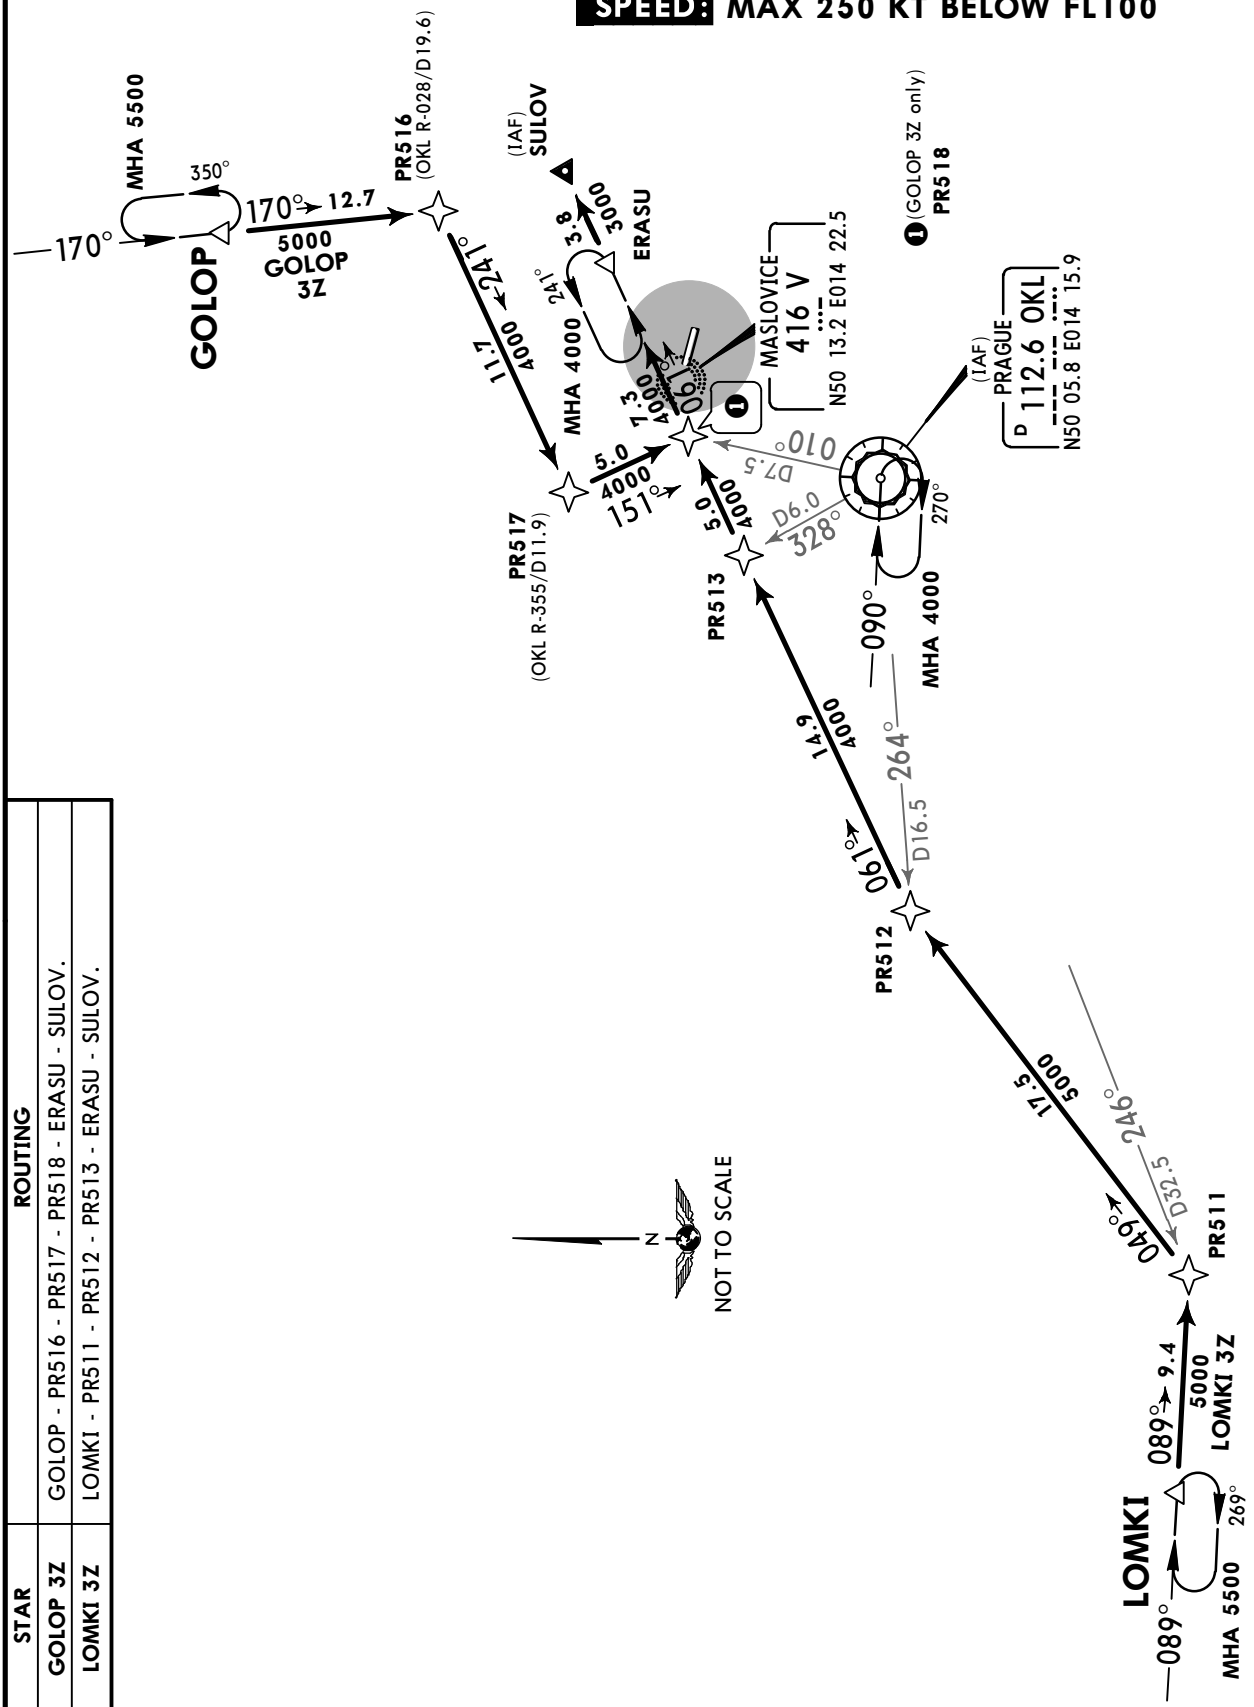 SPEED: MAX 250 KT BELOW FL100
STAR
ROUTING
GOLOP 3Z
GOLOP - PR516 - PR517 - PR518 - ERASU - SULOV.
LOMKI 3Z
LOMKI - PR511 - PR512 - PR513 - ERASU - SULOV.
MHA 5500
350°
170°
GOLOP
170°
12.7
5000
GOLOP
3Z
PR516
(OKL R-028/D19.6)
241°
4000
11.7
PR517
(OKL R-355/D11.9)
5.0
4000
151°
(IAF)
SULOV
3.8
3000
ERASU
241°
MHA 4000
7.3
4000
061°
1
1
(GOLOP 3Z only)
PR518
MASLOVICE
416 V
N50 13.2 E014 22.5
(IAF)
PRAGUE
D 112.6 OKL
N50 05.8 E014 15.9
010°
D7.5
D6.0
328°
270°
090°
MHA 4000
5.0
4000
PR513
14.9
4000
061°
264°
D16.5
PR512
17.5
5000
246°
D32.5
049°
PR511
089°
9.4
5000
LOMKI 3Z
LOMKI
089°
269°
MHA 5500
N
NOT TO SCALE